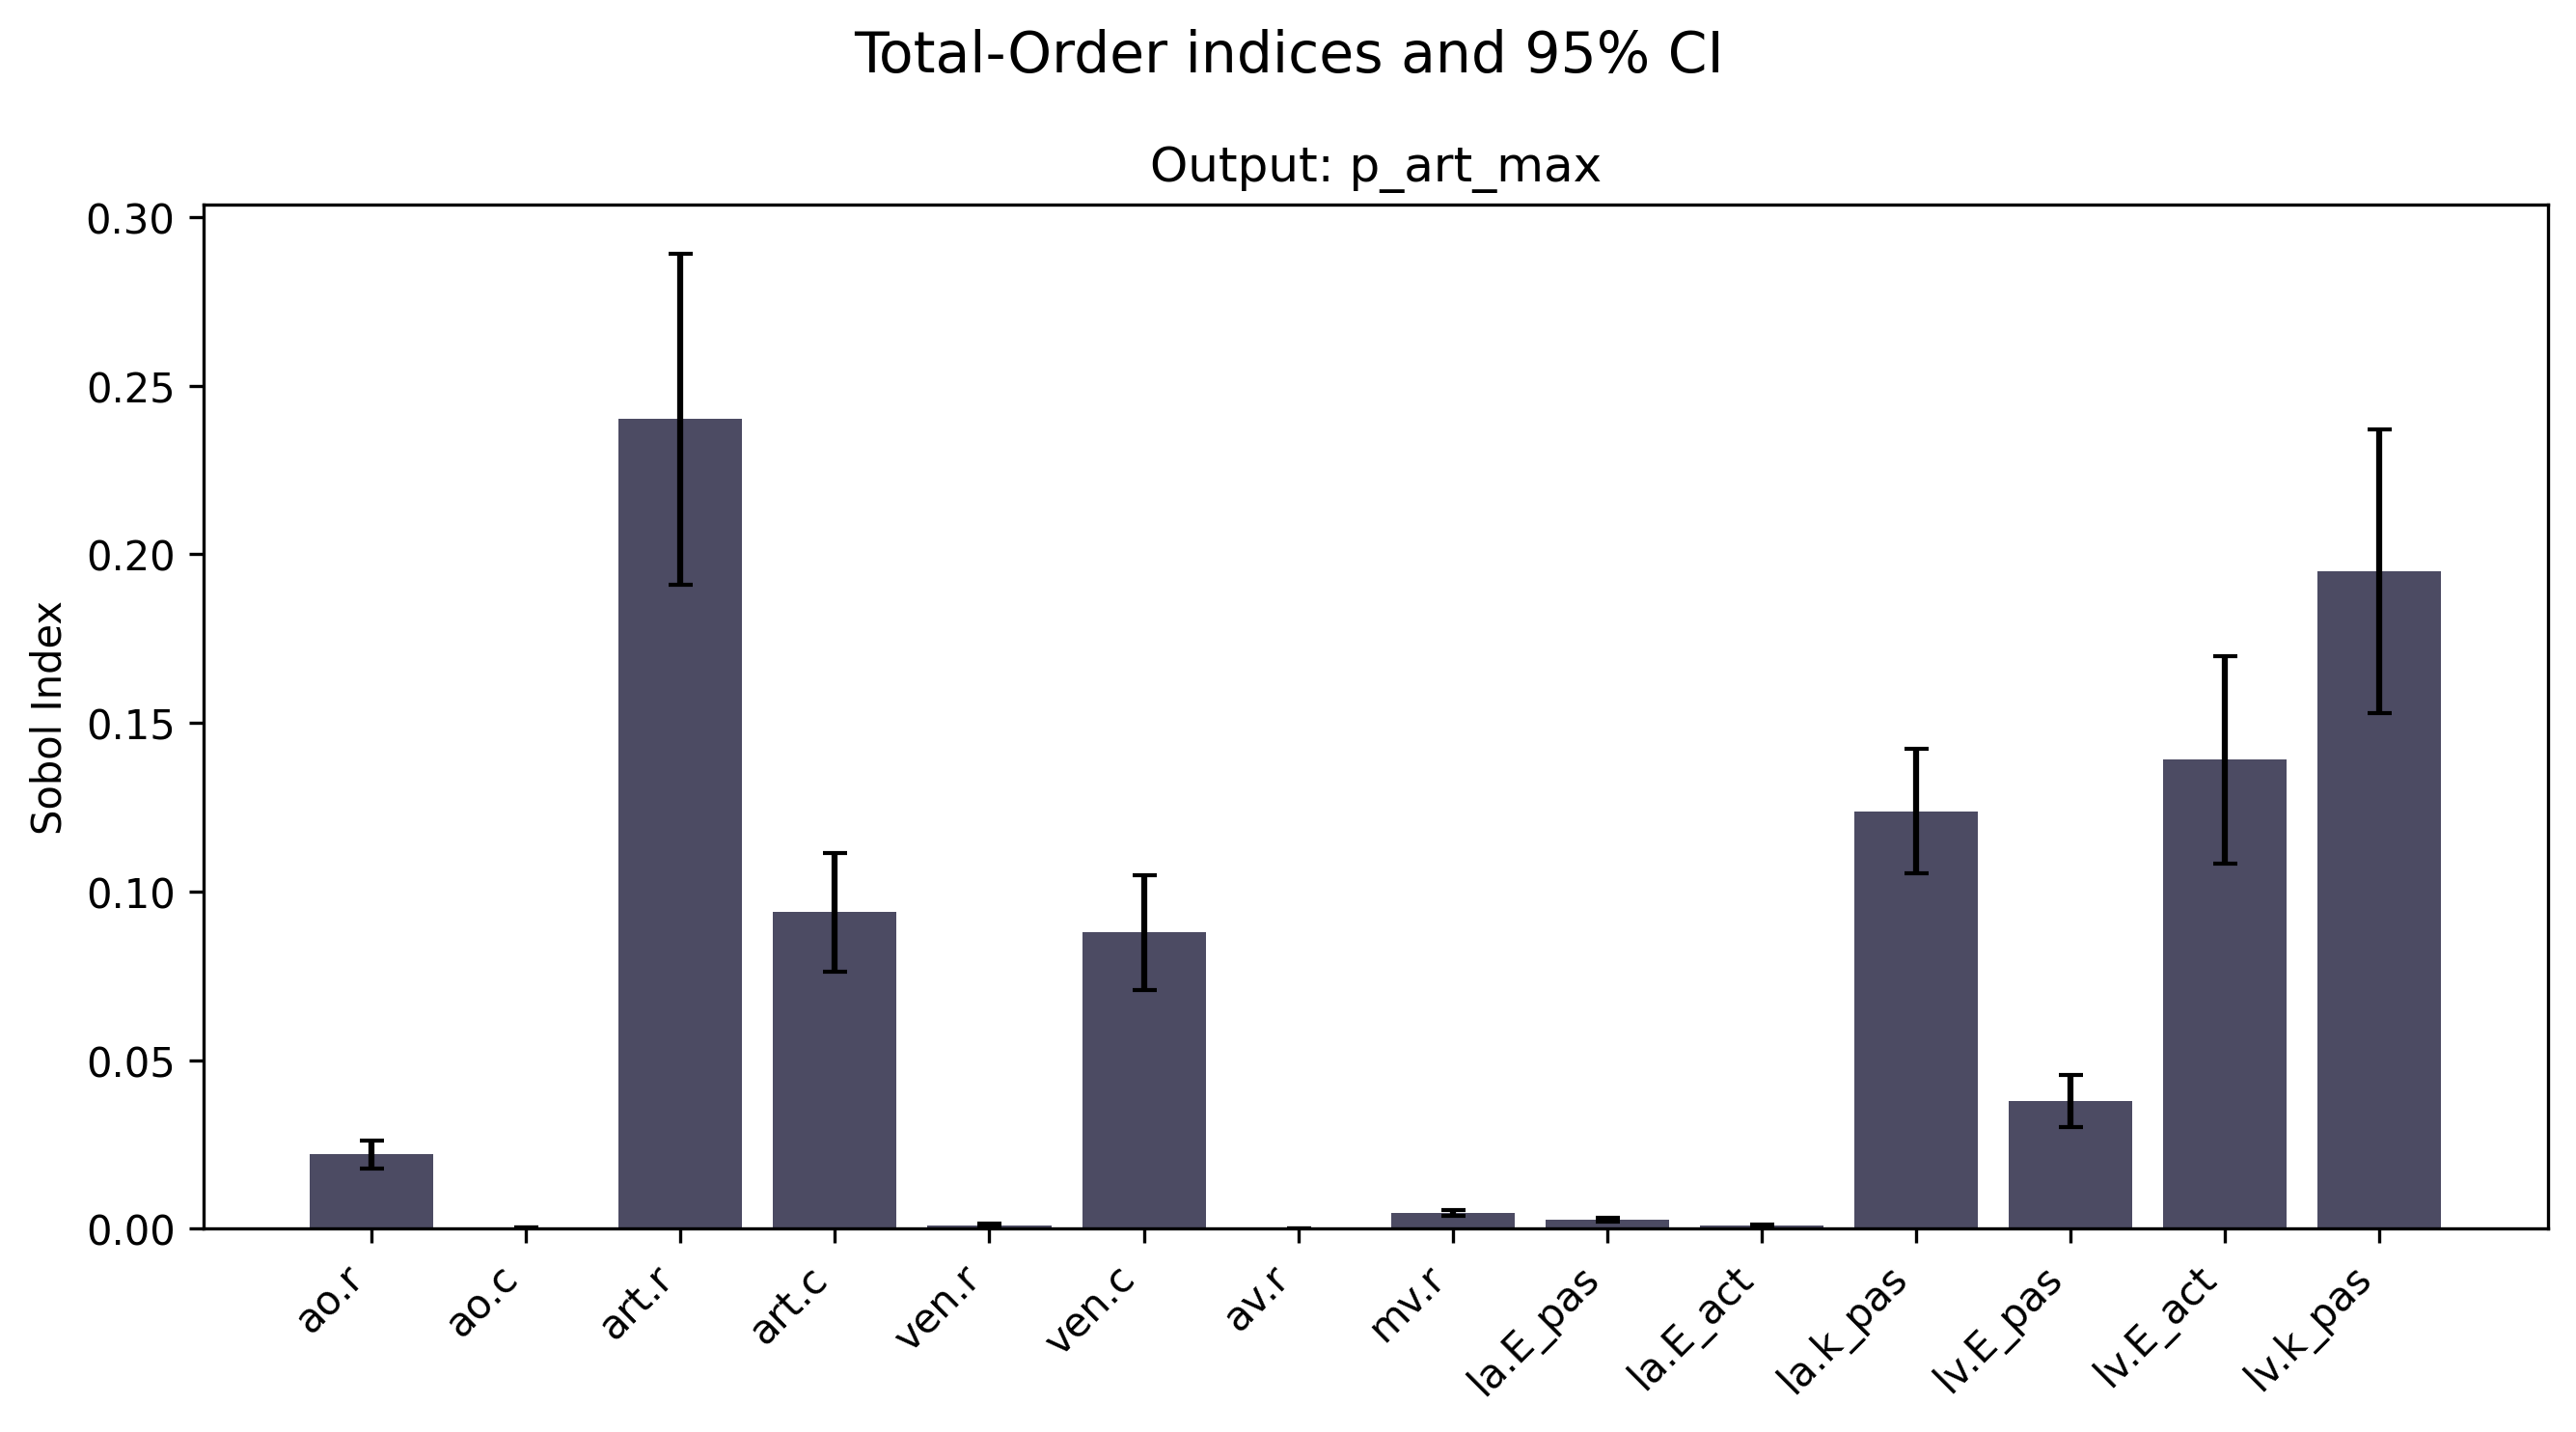 Total-Order indices and 95% CI
Output: p_art_max
Sobol Index
0.30
0.25
0.20
0.15
0.10
0.05
0.00
ao.r
ao.c
art.r
art.c
ven.r
ven.c
av.r
mv.r
la.E_pas
la.E_act
la.k_pas
lv.E_pas
lv.E_act
lv.k_pas